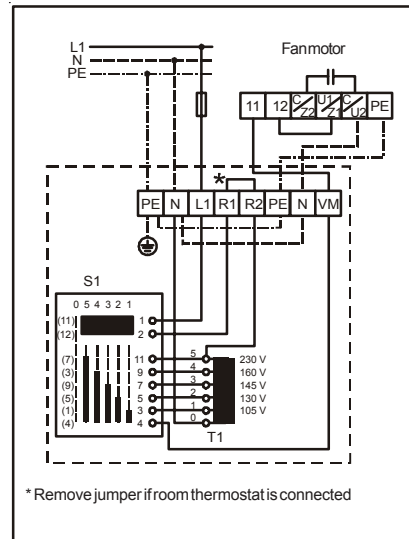 L1
N
PE
Fanmotor
11 12 C Z2 U1 Z1 C U2 PE
*
PE N L1 R1 R2 PE N VM
S1
0 5 4 3 2 1
(11) 1
(12) 2
(7) 11 5 230 V
(3) 9 4 160 V
(9) 7 3 145 V
(5) 5 2 130 V
(1) 3 1 105 V
(4) 4 0
T1
* Remove jumper if room thermostat is connected